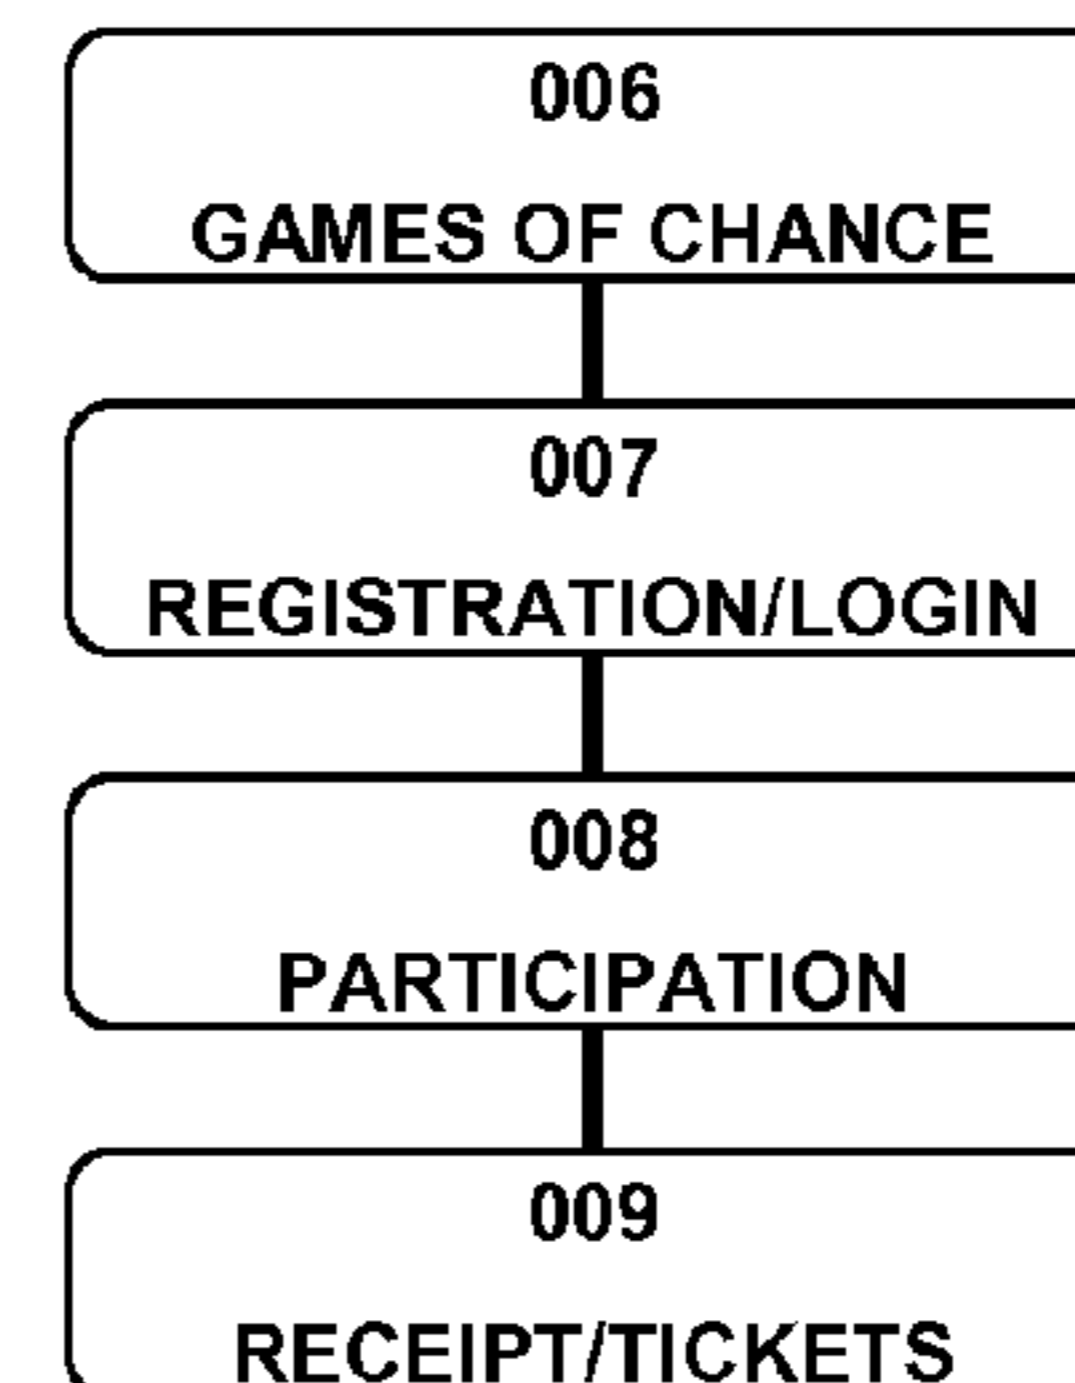 006
GAMES OF CHANCE
007
REGISTRATION/LOGIN
008
PARTICIPATION
009
RECEIPT/TICKETS